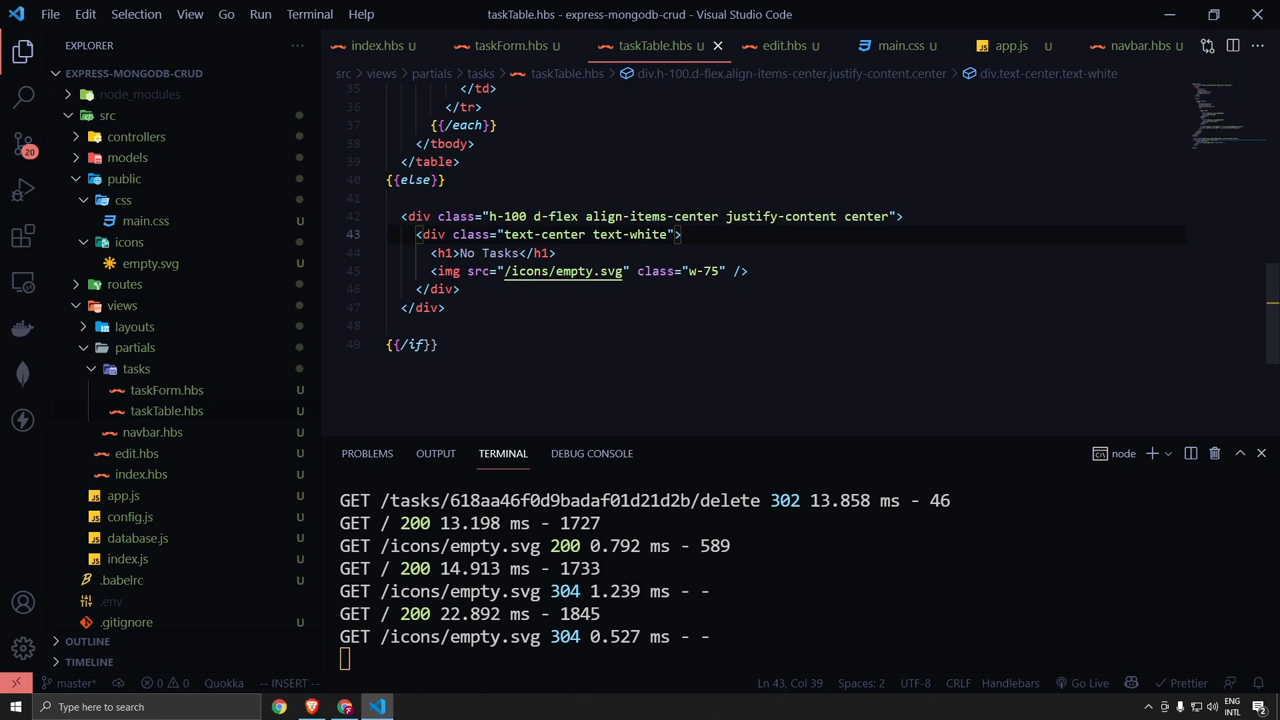 File Edit Selection View Go Run Terminal Help
taskTable.hbs - express-mongodb-crud - Visual Studio Code
EXPLORER
EXPRESS-MONGODB-CRUD
node_modules
src
controllers
models
public
css
main.css U
icons
empty.svg U
routes
views
layouts
partials
tasks
taskForm.hbs U
taskTable.hbs U
navbar.hbs U
edit.hbs U
index.hbs U
app.js U
config.js U
database.js U
index.js U
.babelrc U
.env
.gitignore U
OUTLINE
TIMELINE
20
index.hbs U taskForm.hbs U taskTable.hbs U edit.hbs U main.css U app.js U navbar.hbs U
src > views > partials > tasks > taskTable.hbs > div.h-100.d-flex.align-items-center.justify-content.center > div.text-center.text-white
35 </td>
36 </tr>
37 {{/each}}
38 </tbody>
39 </table>
40 {{else}}
41
42 <div class="h-100 d-flex align-items-center justify-content center">
43 <div class="text-center text-white">
44 <h1>No Tasks</h1>
45 <img src="/icons/empty.svg" class="w-75" />
46 </div>
47 </div>
48
49 {{/if}}
PROBLEMS OUTPUT TERMINAL DEBUG CONSOLE
node
GET /tasks/618aa46f0d9badaf01d21d2b/delete 302 13.858 ms - 46
GET / 200 13.198 ms - 1727
GET /icons/empty.svg 200 0.792 ms - 589
GET / 200 14.913 ms - 1733
GET /icons/empty.svg 304 1.239 ms - -
GET / 200 22.892 ms - 1845
GET /icons/empty.svg 304 0.527 ms - -
master* 0 0 Quokka -- INSERT -- Ln 43, Col 39 Spaces: 2 UTF-8 CRLF Handlebars Go Live Prettier
Type here to search
ENG
INTL
2